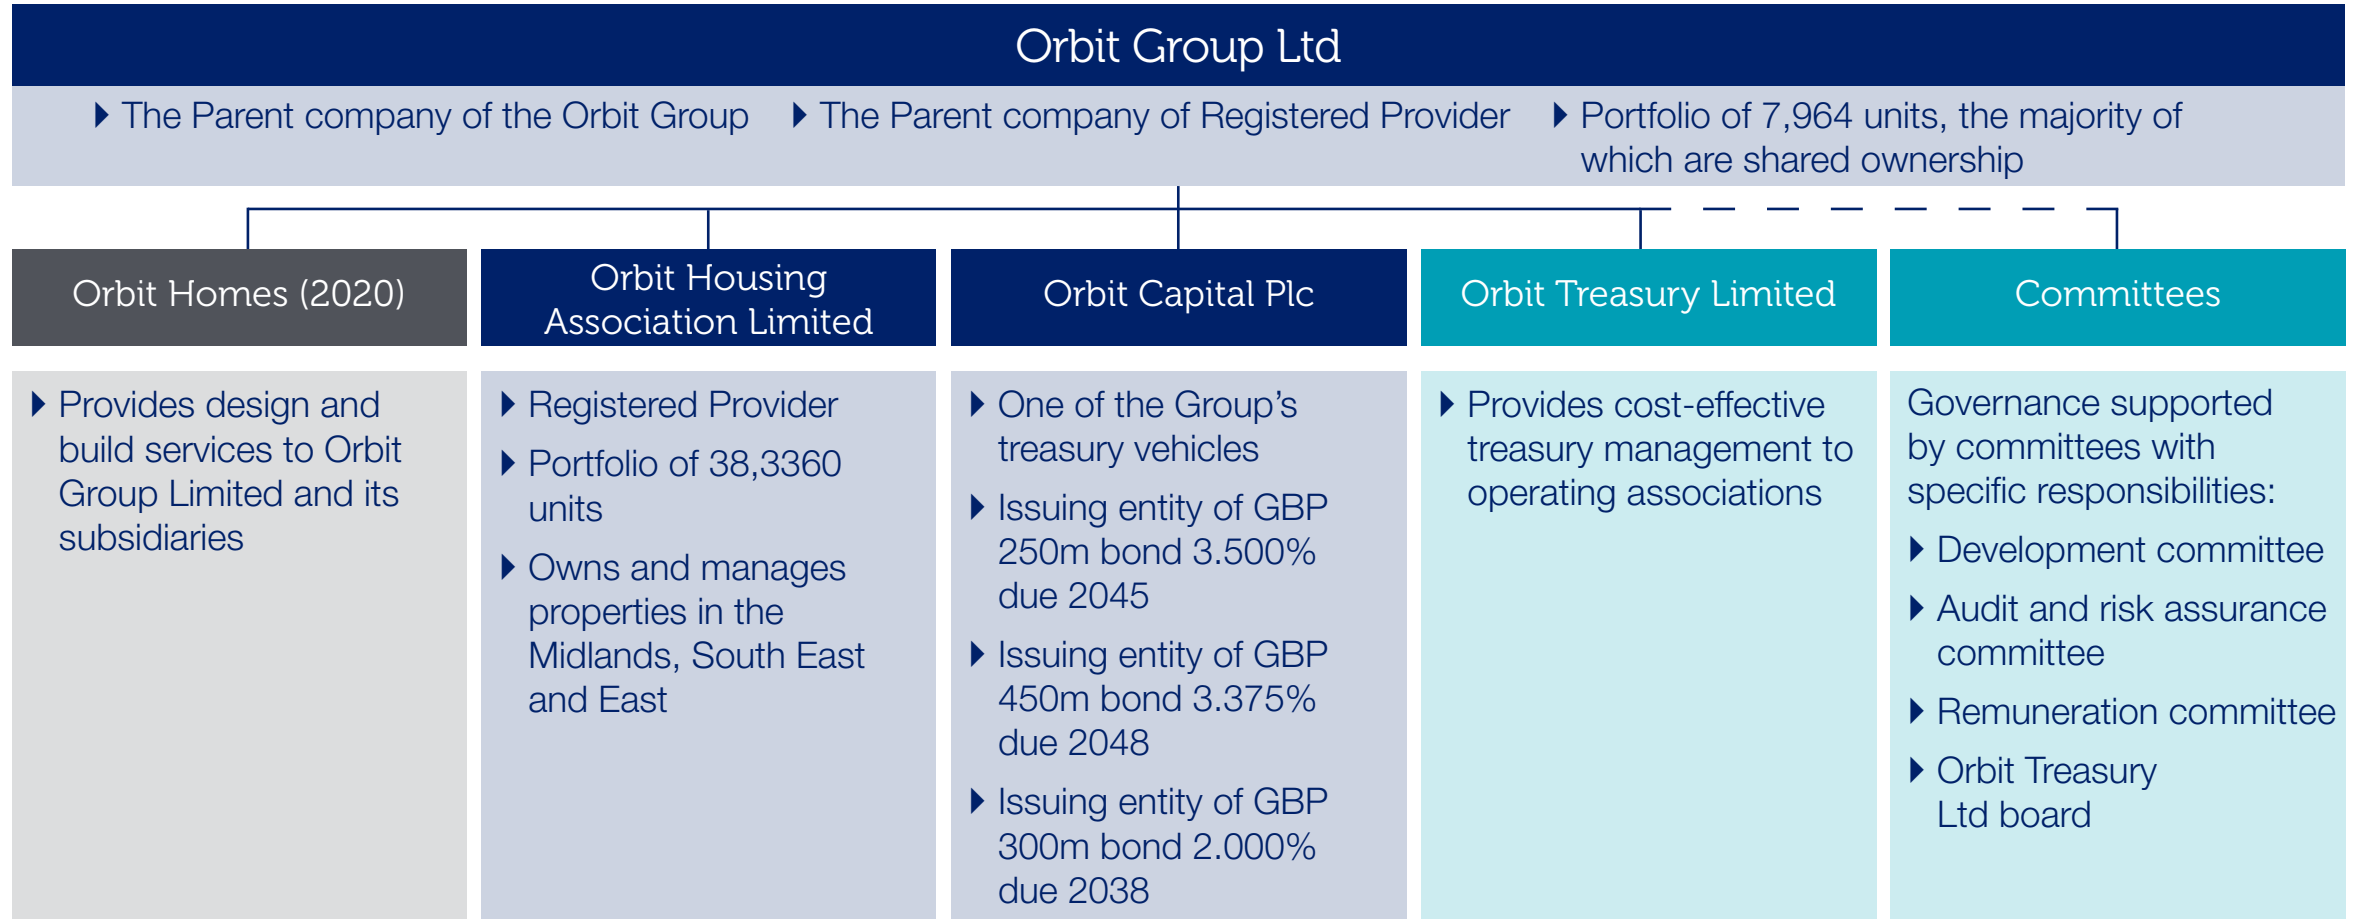 Orbit Group Ltd
The Parent company of the Orbit Group
The Parent company of Registered Provider
Portfolio of 7,964 units, the majority of
which are shared ownership
Orbit Homes (2020)
Provides design and
build services to Orbit
Group Limited and its
subsidiaries
Orbit Housing
Association Limited
Registered Provider
Portfolio of 38,3360
units
Owns and manages
properties in the
Midlands, South East
and East
Orbit Capital Plc
One of the Group’s
treasury vehicles
Issuing entity of GBP
250m bond 3.500%
due 2045
Issuing entity of GBP
450m bond 3.375%
due 2048
Issuing entity of GBP
300m bond 2.000%
due 2038
Orbit Treasury Limited
Provides cost-effective
treasury management to
operating associations
Committees
Governance supported
by committees with
specific responsibilities:
Development committee
Audit and risk assurance
committee
Remuneration committee
Orbit Treasury
Ltd board